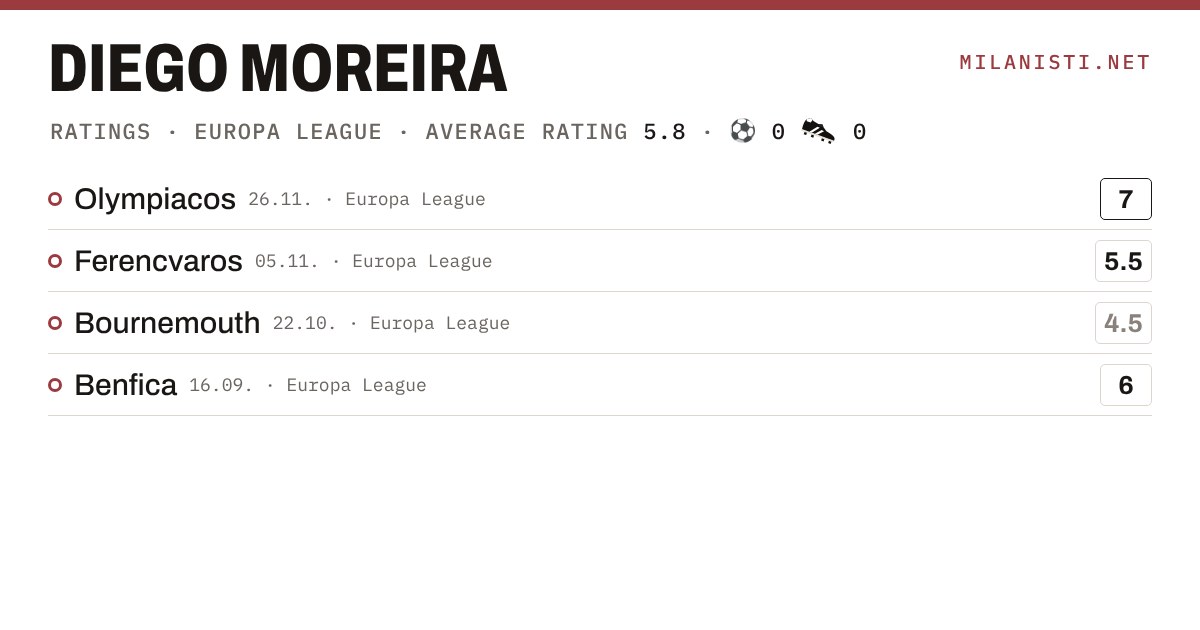 DIEGO MOREIRA
MILANISTI.NET
RATINGS · EUROPA LEAGUE · AVERAGE RATING 5.8 · ⚽ 0 0
Olympiacos 26.11. · Europa League 7
Ferencvaros 05.11. · Europa League 5.5
Bournemouth 22.10. · Europa League 4.5
Benfica 16.09. · Europa League 6